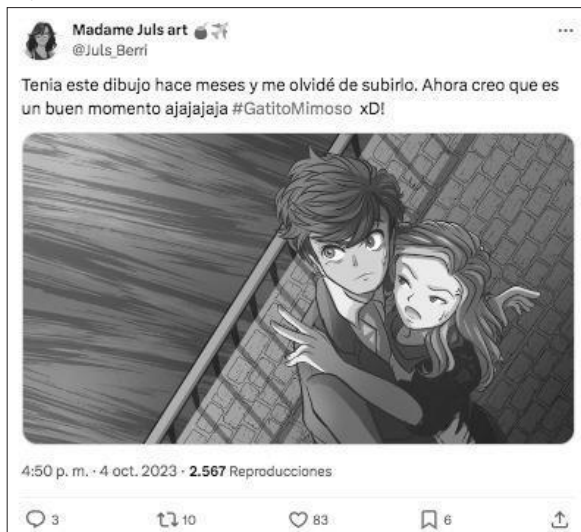 Madame Juls art 🧉✈️
@Juls_Berri
Tenia este dibujo hace meses y me olvidé de subirlo. Ahora creo que es
un buen momento ajajajaja #GatitoMimoso xD!
4:50 p. m. · 4 oct. 2023 · 2.567 Reproducciones
3 10 83 6